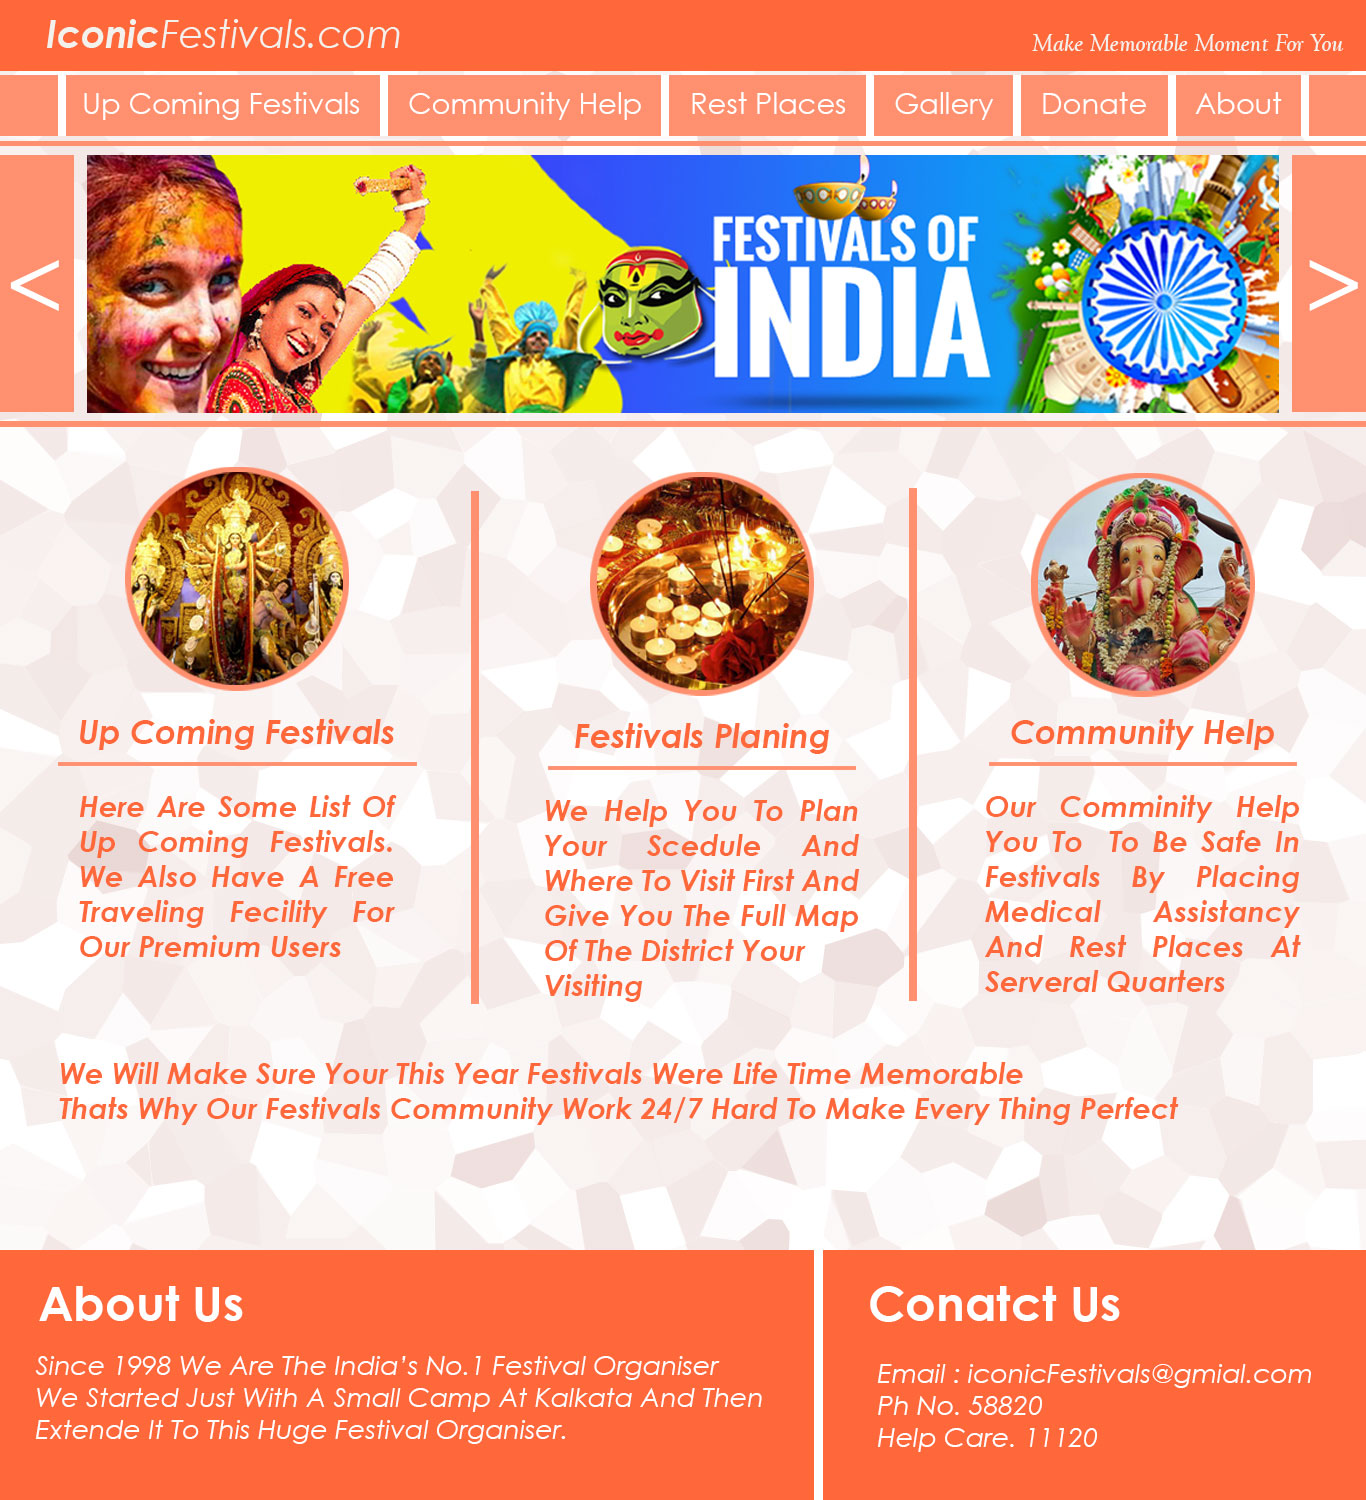 IconicFestivals.com
Make Memorable Moment For You
Up Coming Festivals
Community Help
Rest Places
Gallery
Donate
About
<
FESTIVALS OF
INDIA
>
Up Coming Festivals
Here Are Some List Of
Up Coming Festivals.
We Also Have A Free
Traveling Fecility For
Our Premium Users
Festivals Planing
We Help You To Plan
Your Scedule And
Where To Visit First And
Give You The Full Map
Of The District Your
Visiting
Community Help
Our Comminity Help
You To To Be Safe In
Festivals By Placing
Medical Assistancy
And Rest Places At
Serveral Quarters
We Will Make Sure Your This Year Festivals Were Life Time Memorable
Thats Why Our Festivals Community Work 24/7 Hard To Make Every Thing Perfect
About Us
Since 1998 We Are The India’s No.1 Festival Organiser
We Started Just With A Small Camp At Kalkata And Then
Extende It To This Huge Festival Organiser.
Conatct Us
Email : iconicFestivals@gmial.com
Ph No. 58820
Help Care. 11120